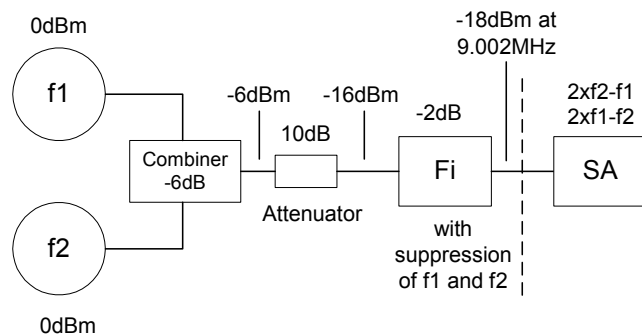 0dBm
f1
f2
0dBm
Combiner
-6dB
-6dBm
10dB
Attenuator
-16dBm
-2dB
Fi
with
suppression
of f1 and f2
-18dBm at
9.002MHz
2xf2-f1
2xf1-f2
SA